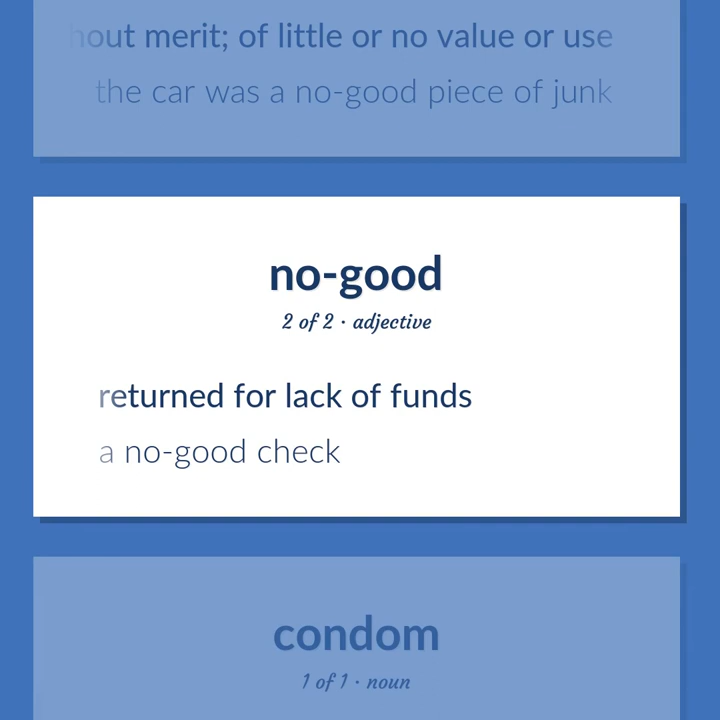 hout merit; of little or no value or use
the car was a no-good piece of junk
no-good
2 of 2 · adjective
returned for lack of funds
a no-good check
condom
1 of 1 · noun